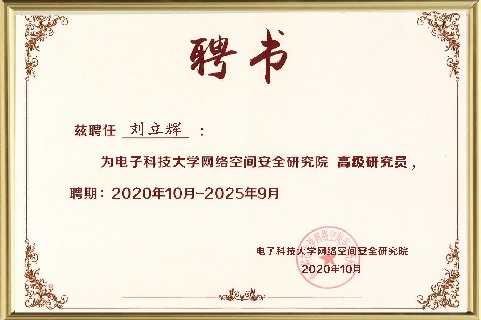 聘书
兹聘任 刘立辉 ：
为电子科技大学网络空间安全研究院 高级研究员，
聘期：2020年10月-2025年9月
电子科技大学网络空间安全研究院
2020年10月